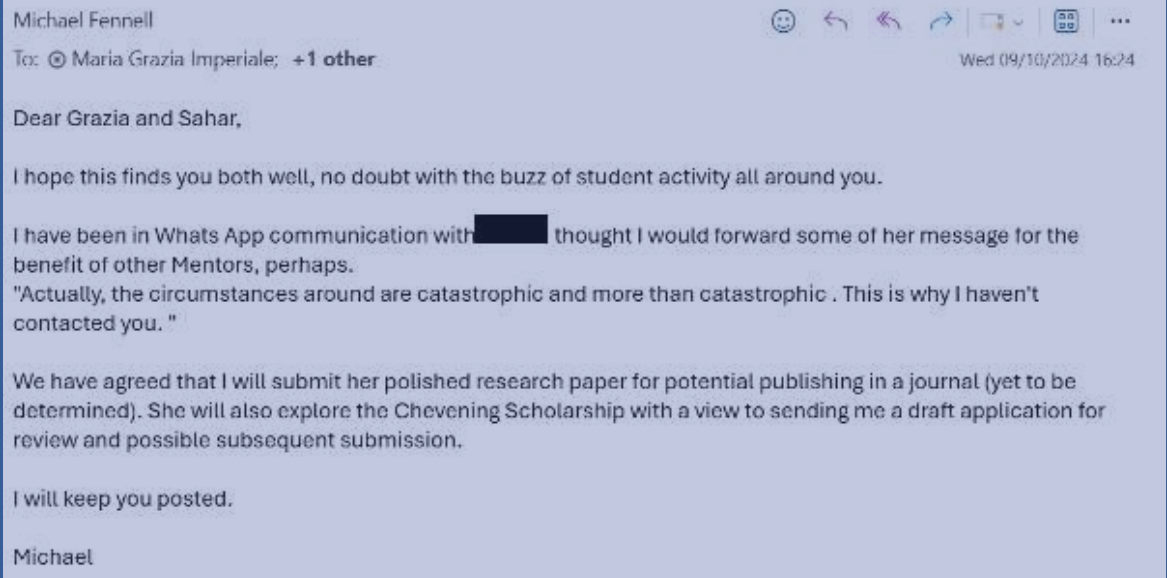 Michael Fennell
To: Maria Grazia Imperiale; +1 other
Wed 09/10/2024 16:24
Dear Grazia and Sahar,
I hope this finds you both well, no doubt with the buzz of student activity all around you.
I have been in Whats App communication with thought I would forward some of her message for the
benefit of other Mentors, perhaps.
"Actually, the circumstances around are catastrophic and more than catastrophic . This is why I haven't
contacted you. "
We have agreed that I will submit her polished research paper for potential publishing in a journal (yet to be
determined). She will also explore the Chevening Scholarship with a view to sending me a draft application for
review and possible subsequent submission.
I will keep you posted.
Michael